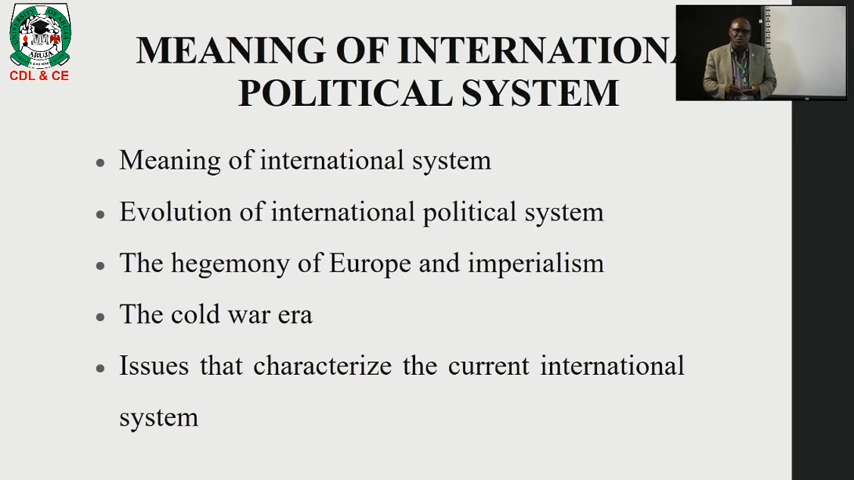 MEANING OF INTERNATIONA
POLITICAL SYSTEM
CDL & CE
• Meaning of international system
• Evolution of international political system
• The hegemony of Europe and imperialism
• The cold war era
• Issues that characterize the current international
system